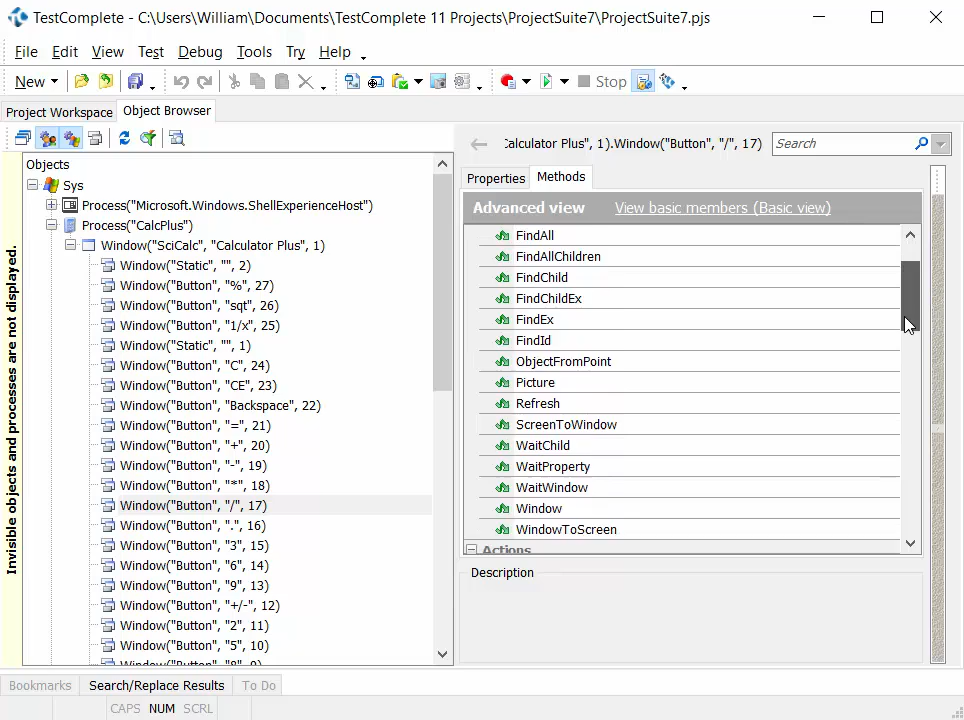 TestComplete - C:\Users\William\Documents\TestComplete 11 Projects\ProjectSuite7\ProjectSuite7.pjs
File Edit View Test Debug Tools Try Help
New Stop
Project Workspace Object Browser
Calculator Plus", 1).Window("Button", "/", 17) Search
Objects
Sys
Process("Microsoft.Windows.ShellExperienceHost")
Process("CalcPlus")
Window("SciCalc", "Calculator Plus", 1)
Window("Static", "", 2)
Window("Button", "%", 27)
Window("Button", "sqt", 26)
Window("Button", "1/x", 25)
Window("Static", "", 1)
Window("Button", "C", 24)
Window("Button", "CE", 23)
Window("Button", "Backspace", 22)
Window("Button", "=", 21)
Window("Button", "+", 20)
Window("Button", "-", 19)
Window("Button", "*", 18)
Window("Button", "/", 17)
Window("Button", ".", 16)
Window("Button", "3", 15)
Window("Button", "6", 14)
Window("Button", "9", 13)
Window("Button", "+/-", 12)
Window("Button", "2", 11)
Window("Button", "5", 10)
Window("Button", "8", 9)
Invisible objects and processes are not displayed.
Properties Methods
Advanced view View basic members (Basic view)
FindAll
FindAllChildren
FindChild
FindChildEx
FindEx
FindId
ObjectFromPoint
Picture
Refresh
ScreenToWindow
WaitChild
WaitProperty
WaitWindow
Window
WindowToScreen
Actions
Description
Bookmarks Search/Replace Results To Do
CAPS NUM SCRL